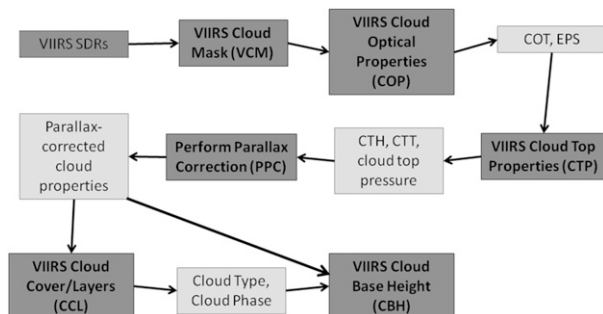 VIIRS SDRs
VIIRS Cloud
Mask (VCM)
VIIRS Cloud
Optical
Properties
(COP)
COT, EPS
Parallax-
corrected
cloud
properties
Perform Parallax
Correction (PPC)
CTH, CTT,
cloud top
pressure
VIIRS Cloud Top
Properties (CTP)
VIIRS Cloud
Cover/Layers
(CCL)
Cloud Type,
Cloud Phase
VIIRS Cloud
Base Height
(CBH)